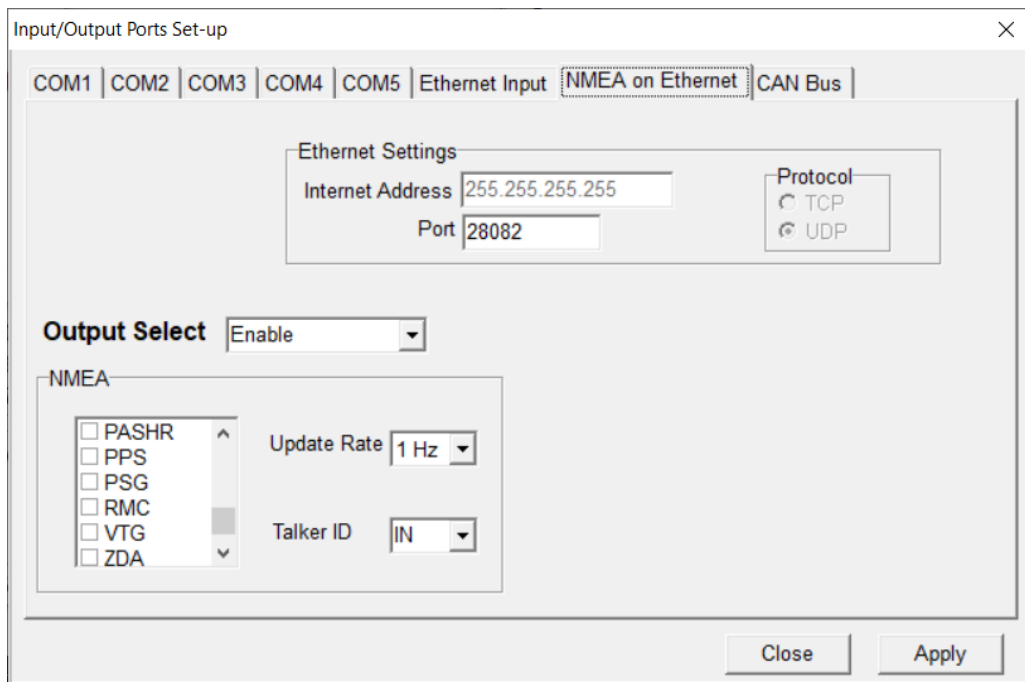 Input/Output Ports Set-up
COM1 COM2 COM3 COM4 COM5 Ethernet Input NMEA on Ethernet CAN Bus
Ethernet Settings
Internet Address 255.255.255.255
Port 28082
Protocol
TCP
UDP
Output Select Enable
NMEA
PASHR
PPS
PSG
RMC
VTG
ZDA
Update Rate 1 Hz
Talker ID IN
Close Apply